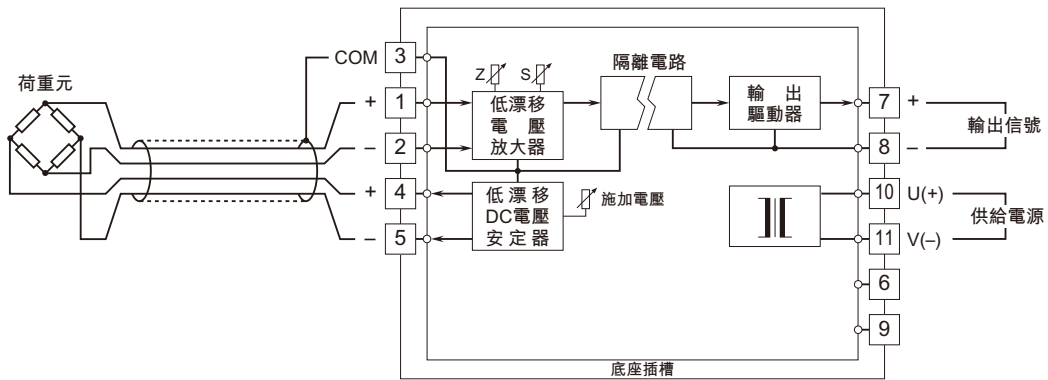 荷重元
COM 3
+ 1
– 2
+ 4
– 5
Z
S
低漂移
電壓
放大器
隔離電路
輸出
驅動器
低漂移
DC電壓
安定器
施加電壓
7 +
8 –
輸出信號
10 U(+)
11 V(–)
供給電源
6
9
底座插槽